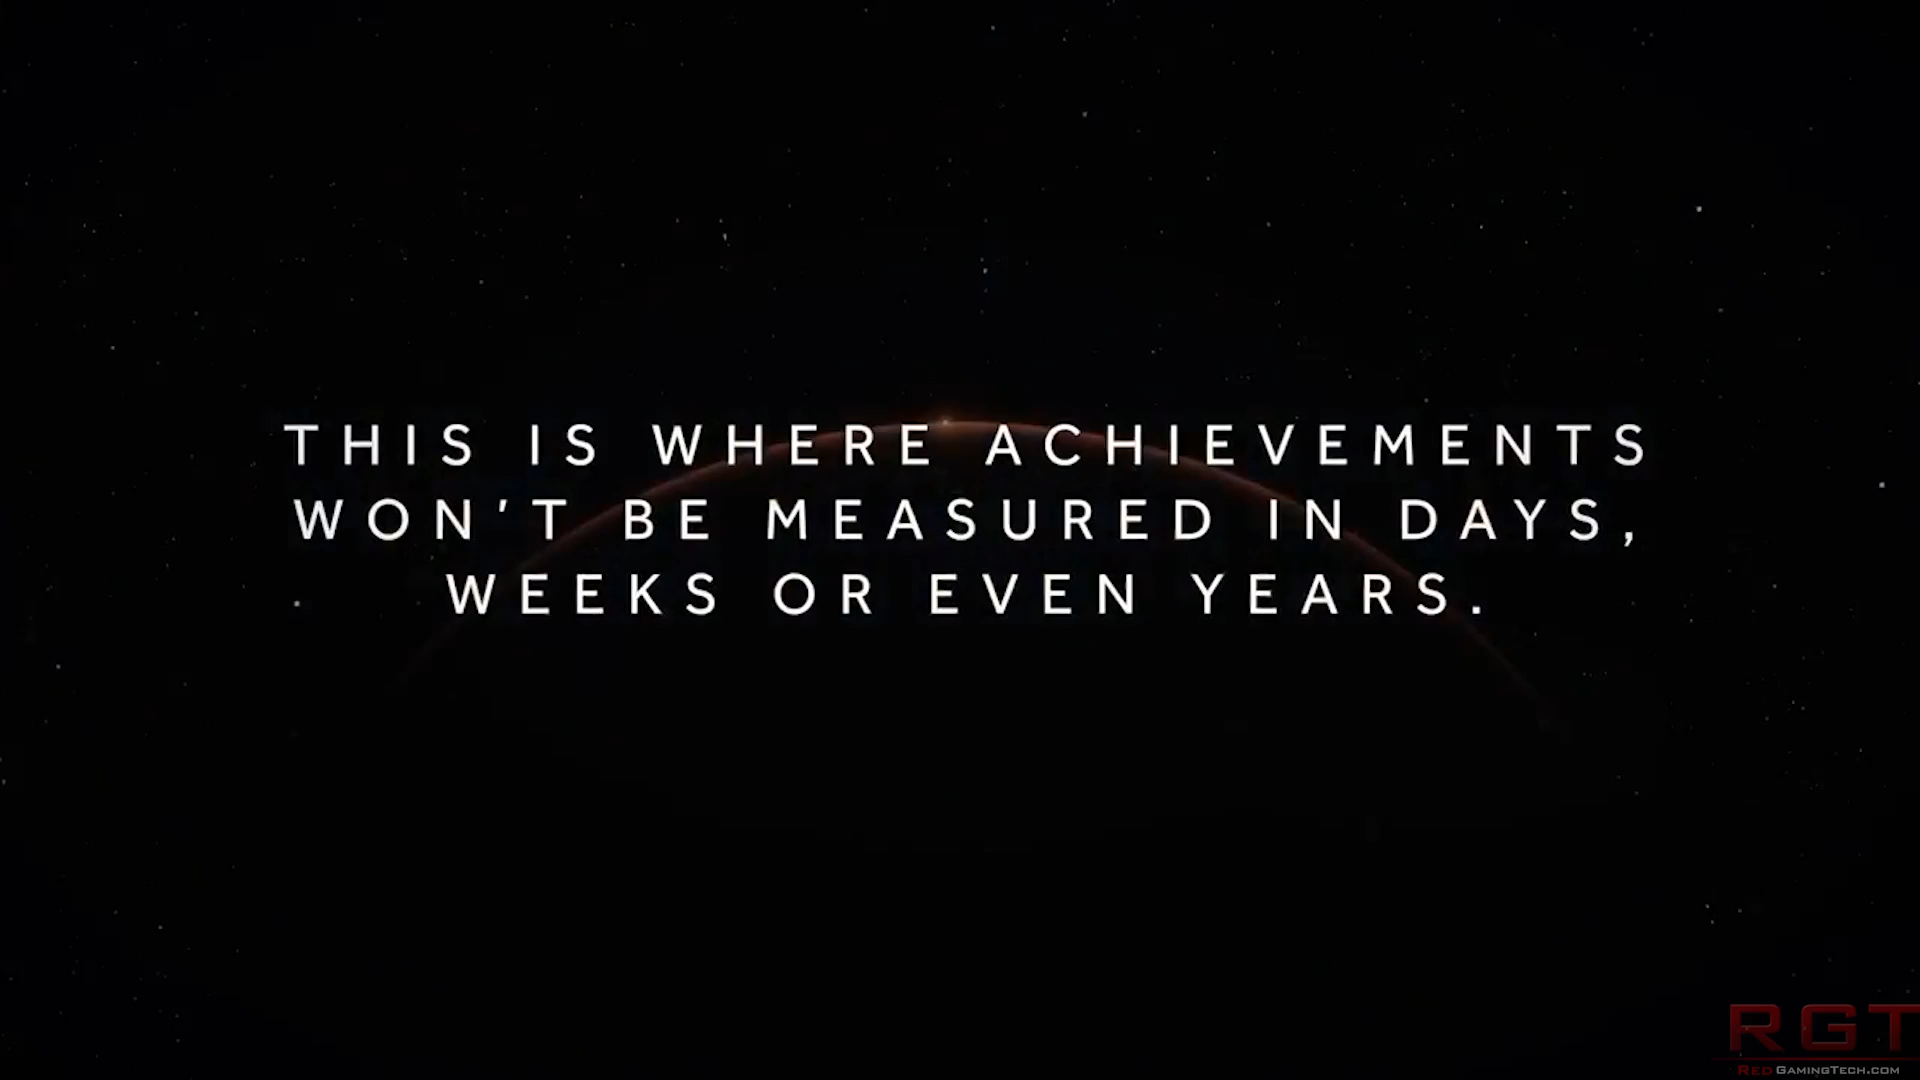 THIS IS WHERE ACHIEVEMENTS
WON'T BE MEASURED IN DAYS,
WEEKS OR EVEN YEARS.
RGT
REDGAMINGTECH.COM